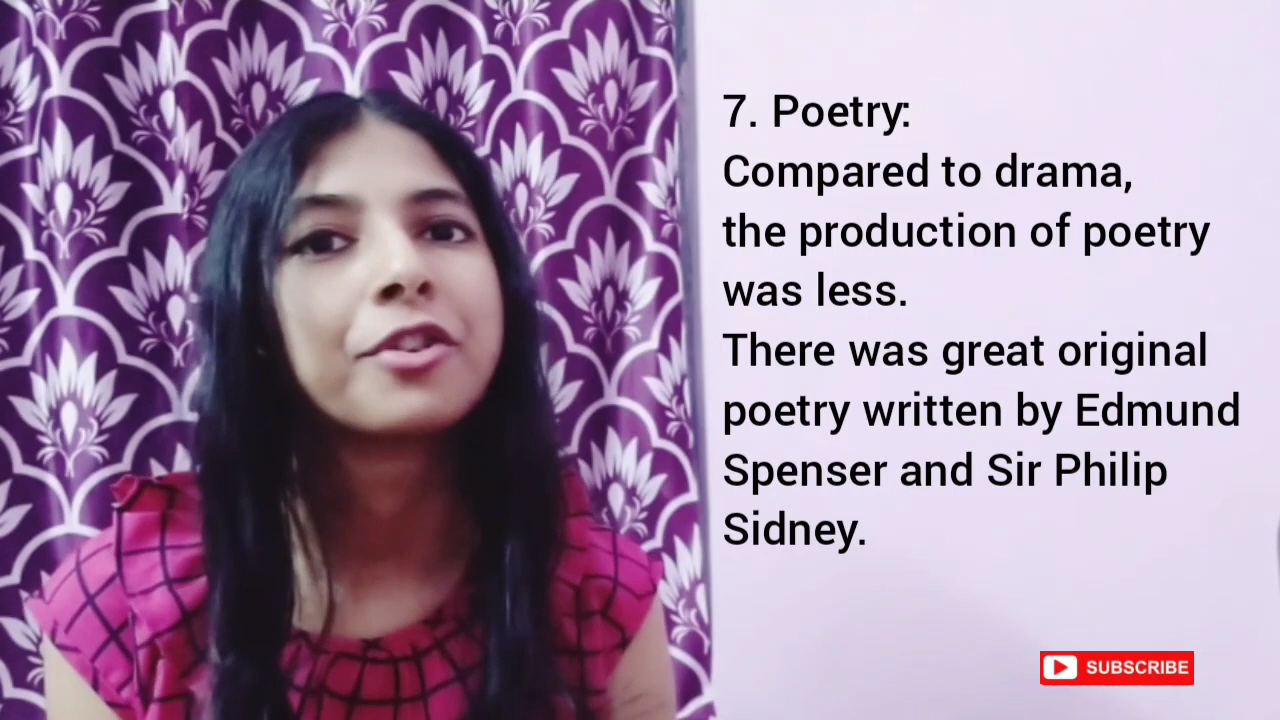 7. Poetry:
Compared to drama,
the production of poetry
was less.
There was great original
poetry written by Edmund
Spenser and Sir Philip
Sidney.
SUBSCRIBE